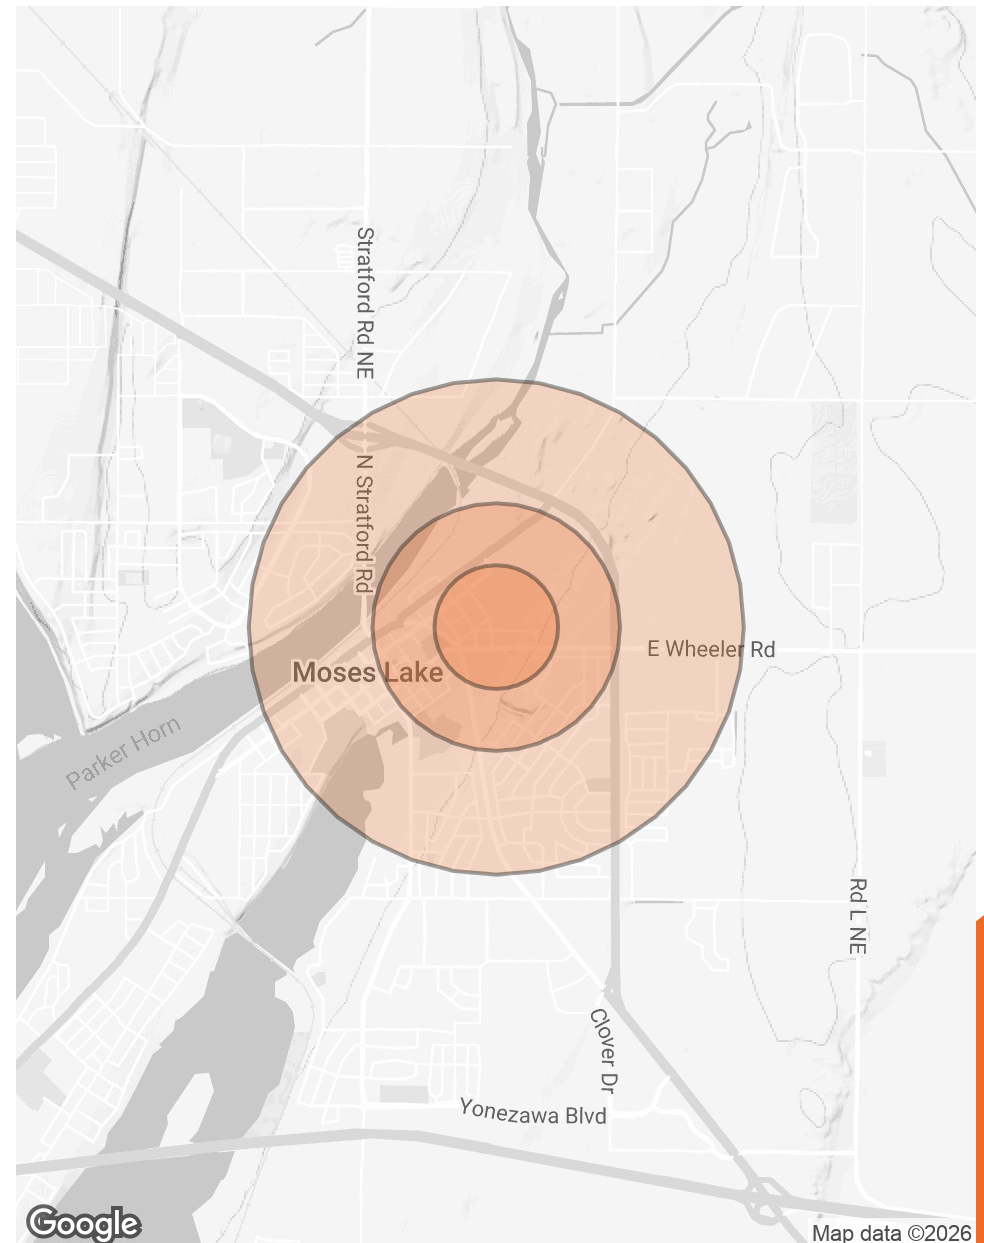 Stratford Rd NE
N Stratford Rd
E Wheeler Rd
Moses Lake
Parker Horn
Rd L NE
Clover Dr
Yonezawa Blvd
Google
Map data ©2026